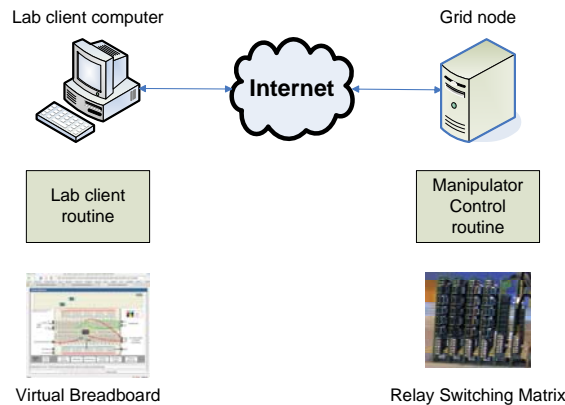 Lab client computer
Grid node
Internet
Lab client
routine
Manipulator
Control
routine
Virtual Breadboard
Relay Switching Matrix